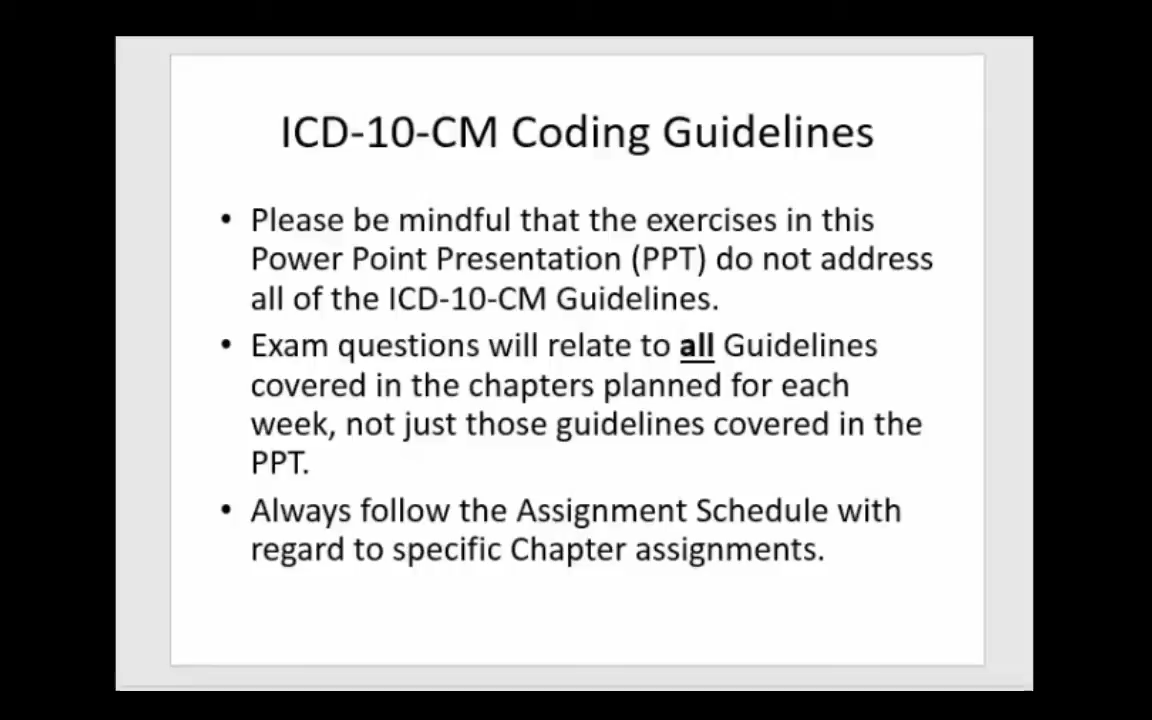 ICD-10-CM Coding Guidelines
• Please be mindful that the exercises in this
Power Point Presentation (PPT) do not address
all of the ICD-10-CM Guidelines.
• Exam questions will relate to all Guidelines
covered in the chapters planned for each
week, not just those guidelines covered in the
PPT.
• Always follow the Assignment Schedule with
regard to specific Chapter assignments.